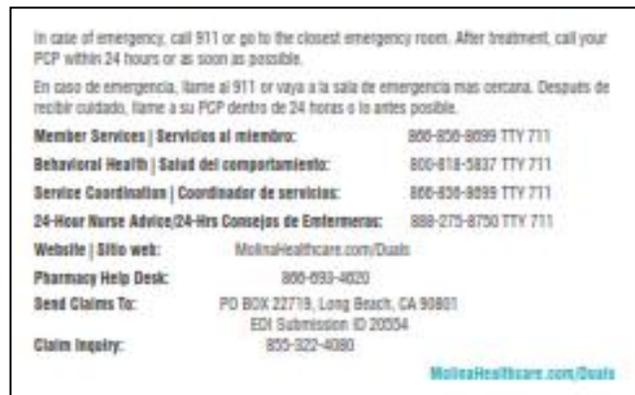 In case of emergency, call 911 or go to the closest emergency room. After treatment, call your
PCP within 24 hours or as soon as possible.
En caso de emergencia, llame al 911 or vaya a la sala de emergencia mas cercana. Después de
recibir cuidado, llame a su PCP dentro de 24 horas o lo antes posible.
Member Services | Servicios al miembro: 866-856-8699 TTY 711
Behavioral Health | Salud del comportamiento: 800-818-5837 TTY 711
Service Coordination | Coordinador de servicios: 866-856-8699 TTY 711
24-Hour Nurse Advice/24-Hrs Consejos de Enfermeras: 888-275-8750 TTY 711
Website | Sitio web: MolinaHealthcare.com/Duals
Pharmacy Help Desk: 866-693-4620
Send Claims To: PO BOX 22719, Long Beach, CA 90801
EDI Submission ID 20554
Claim Inquiry: 855-322-4080
MolinaHealthcare.com/Duals